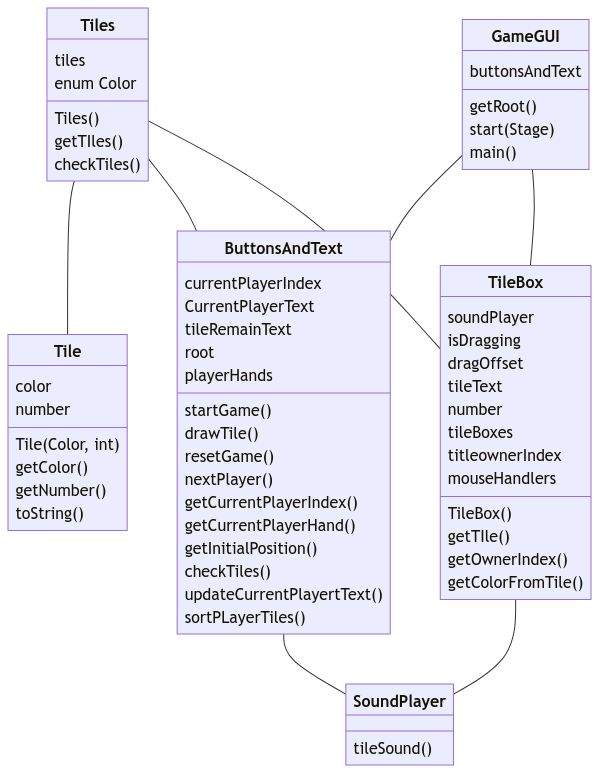 Tiles
tiles
enum Color
Tiles()
getTIles()
checkTiles()
GameGUI
buttonsAndText
getRoot()
start(Stage)
main()
ButtonsAndText
currentPlayerIndex
CurrentPlayerText
tileRemainText
root
playerHands
startGame()
drawTile()
resetGame()
nextPlayer()
getCurrentPlayerIndex()
getCurrentPlayerHand()
getInitialPosition()
checkTiles()
updateCurrentPlayertText()
sortPLayerTiles()
TileBox
soundPlayer
isDragging
dragOffset
tileText
number
tileBoxes
titleownerIndex
mouseHandlers
TileBox()
getTIle()
getOwnerIndex()
getColorFromTile()
Tile
color
number
Tile(Color, int)
getColor()
getNumber()
toString()
SoundPlayer
tileSound()